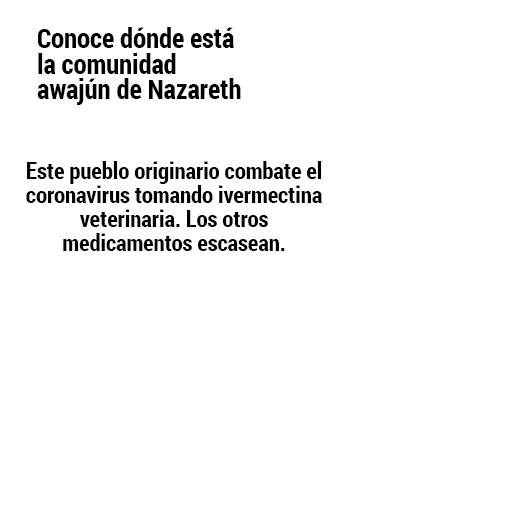 Conoce dónde está
la comunidad
awajún de Nazareth
Este pueblo originario combate el
coronavirus tomando ivermectina
veterinaria. Los otros
medicamentos escasean.